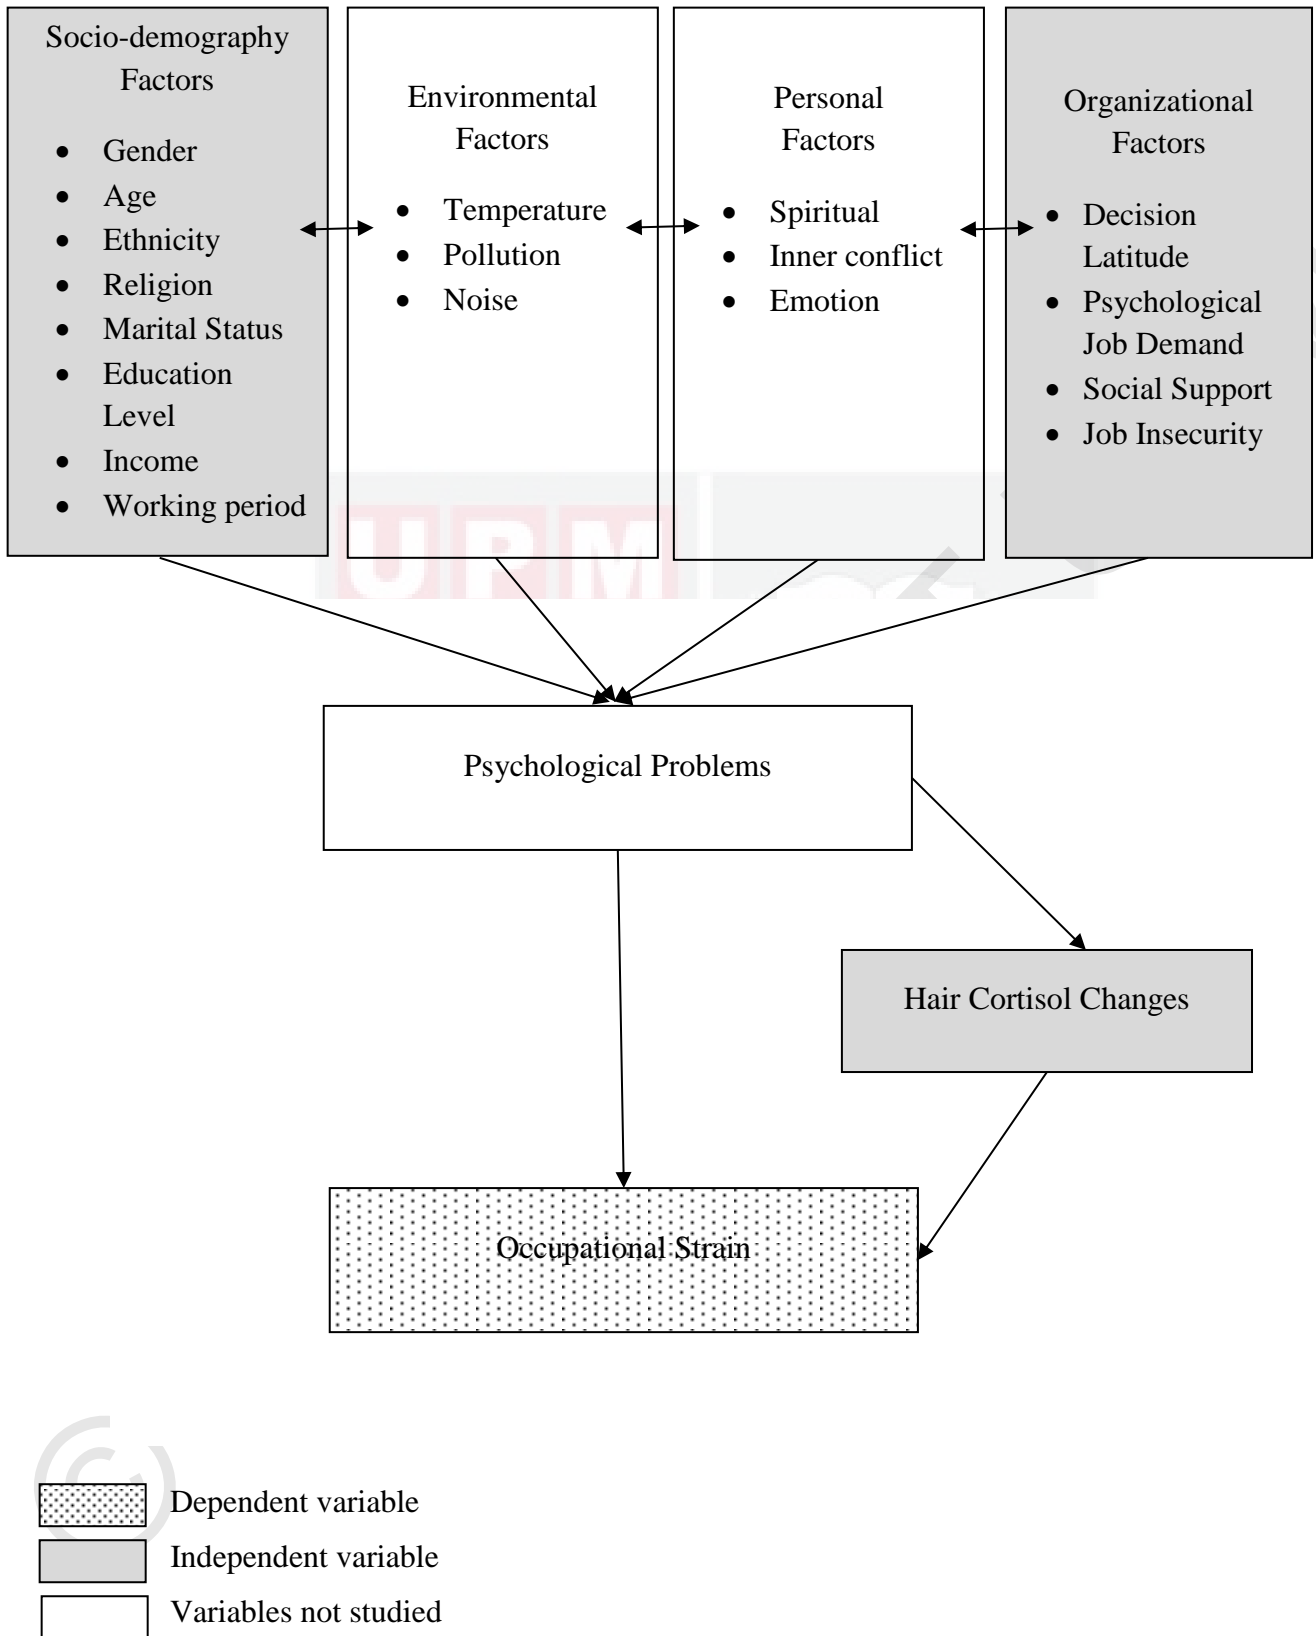 Socio-demography
Factors
• Gender
• Age
• Ethnicity
• Religion
• Marital Status
• Education
Level
• Income
• Working period
Environmental
Factors
• Temperature
• Pollution
• Noise
Personal
Factors
• Spiritual
• Inner conflict
• Emotion
Organizational
Factors
• Decision
Latitude
• Psychological
Job Demand
• Social Support
• Job Insecurity
UPM
Psychological Problems
Hair Cortisol Changes
Occupational Strain
Dependent variable
Independent variable
Variables not studied